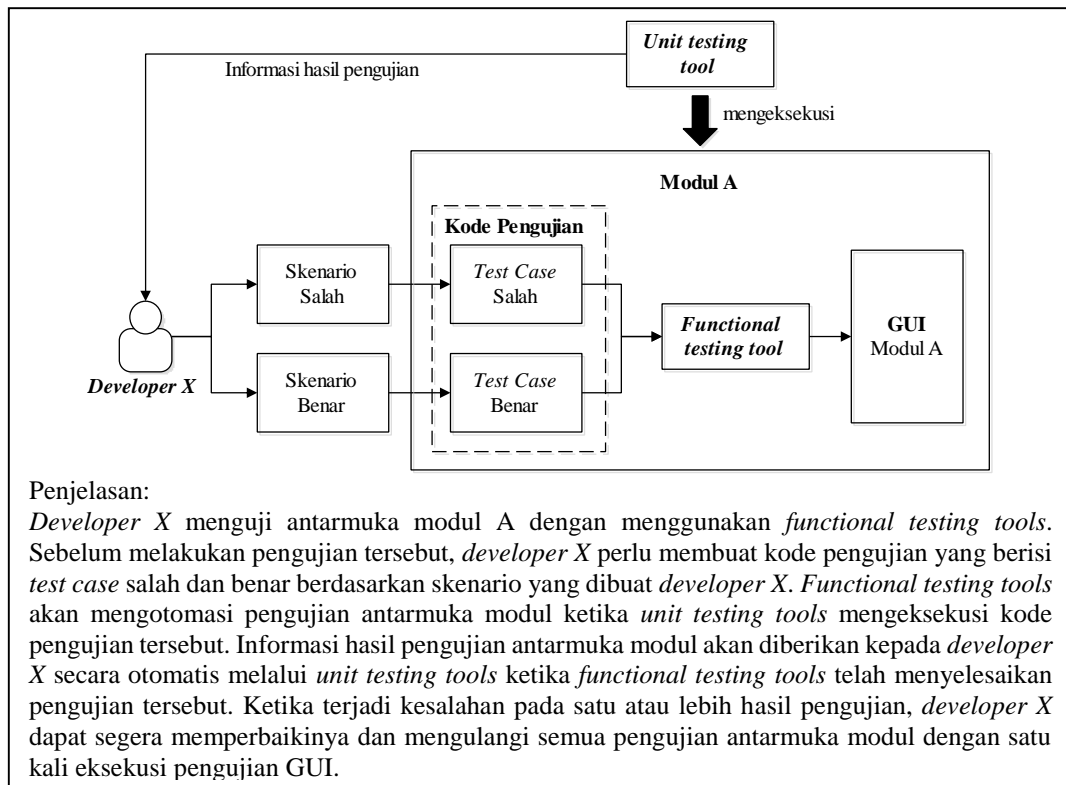 Unit testing
tool
Informasi hasil pengujian
mengeksekusi
Modul A
Kode Pengujian
Skenario
Salah
Test Case
Salah
Functional
testing tool
GUI
Modul A
Developer X
Skenario
Benar
Test Case
Benar
Penjelasan:
Developer X menguji antarmuka modul A dengan menggunakan functional testing tools.
Sebelum melakukan pengujian tersebut, developer X perlu membuat kode pengujian yang berisi
test case salah dan benar berdasarkan skenario yang dibuat developer X. Functional testing tools
akan mengotomasi pengujian antarmuka modul ketika unit testing tools mengeksekusi kode
pengujian tersebut. Informasi hasil pengujian antarmuka modul akan diberikan kepada developer
X secara otomatis melalui unit testing tools ketika functional testing tools telah menyelesaikan
pengujian tersebut. Ketika terjadi kesalahan pada satu atau lebih hasil pengujian, developer X
dapat segera memperbaikinya dan mengulangi semua pengujian antarmuka modul dengan satu
kali eksekusi pengujian GUI.